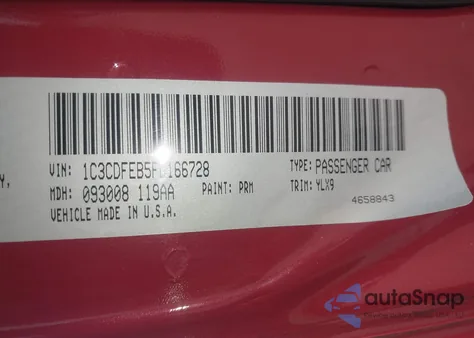 VIN: 1C3CDFEB5FD166728 TYPE: PASSENGER CAR
Y,
MDH: 093008 119AA PAINT: PRM TRIM: YLX9
VEHICLE MADE IN U.S.A. 4658843
autoSnap